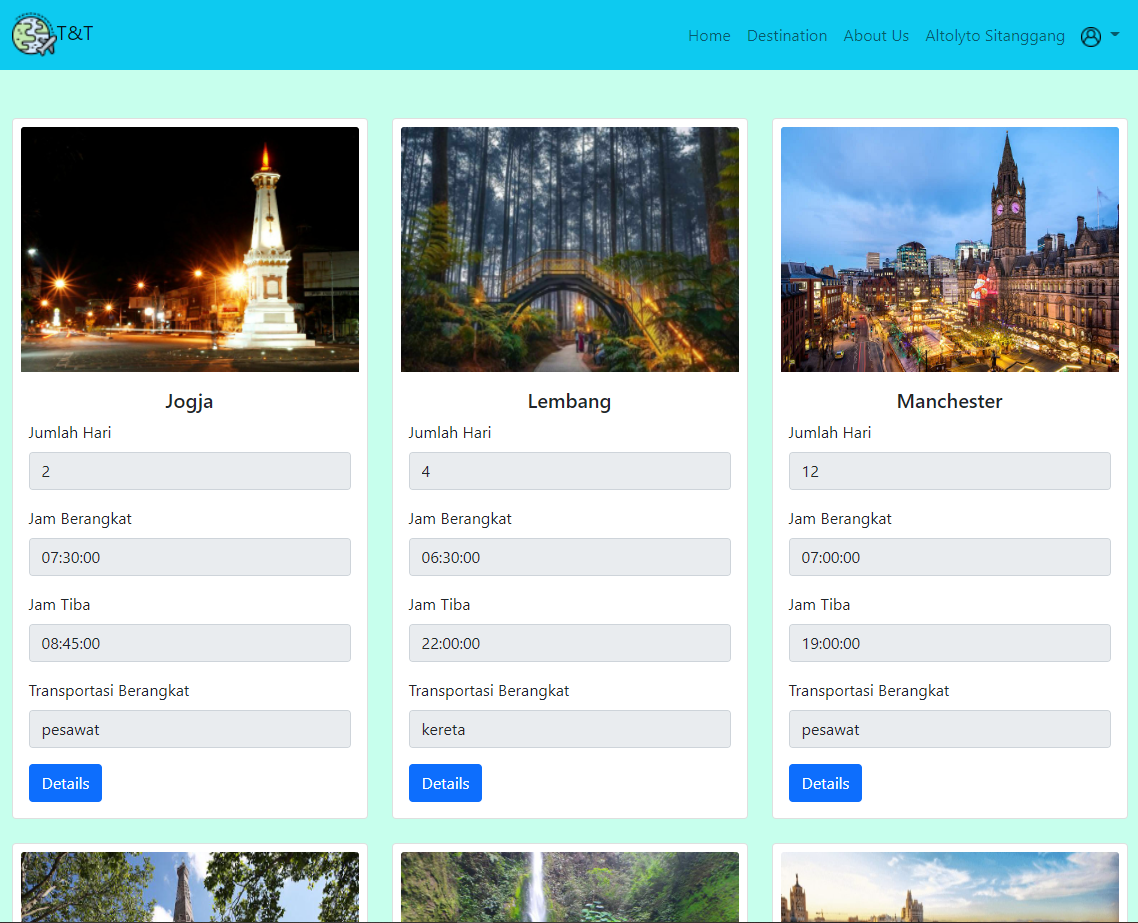 T&T
Home Destination About Us Altolyto Sitanggang
Jogja
Jumlah Hari
2
Jam Berangkat
07:30:00
Jam Tiba
08:45:00
Transportasi Berangkat
pesawat
Details
Lembang
Jumlah Hari
4
Jam Berangkat
06:30:00
Jam Tiba
22:00:00
Transportasi Berangkat
kereta
Details
Manchester
Jumlah Hari
12
Jam Berangkat
07:00:00
Jam Tiba
19:00:00
Transportasi Berangkat
pesawat
Details